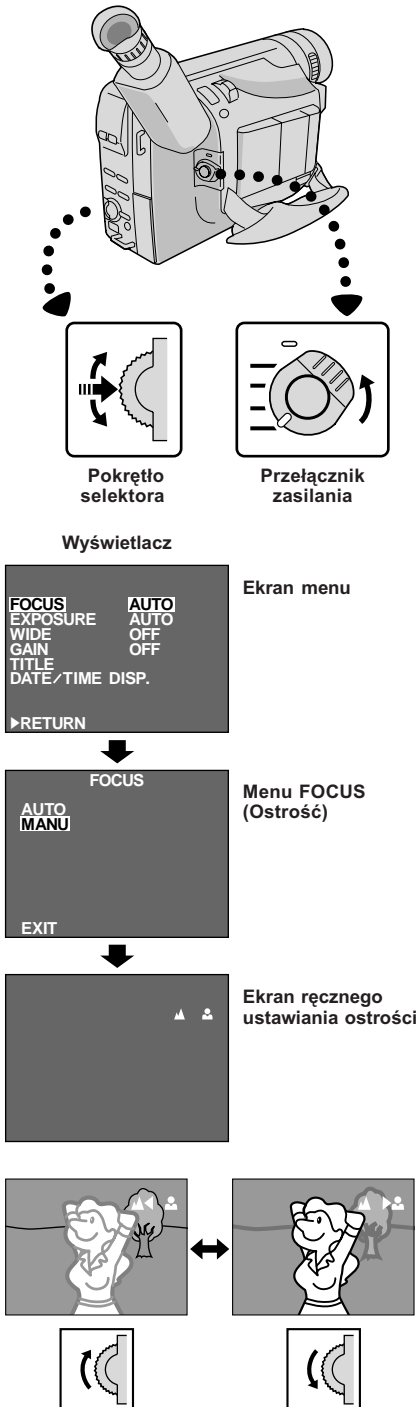 Pokrętło
selektora
Przełącznik
zasilania
Wyświetlacz
Ekran menu
FOCUS AUTO
EXPOSURE AUTO
WIDE OFF
GAIN OFF
TITLE
DATE/TIME DISP.
▶RETURN
FOCUS
Menu FOCUS
(Ostrość)
AUTO
MANU
EXIT
Ekran ręcznego
ustawiania ostrości